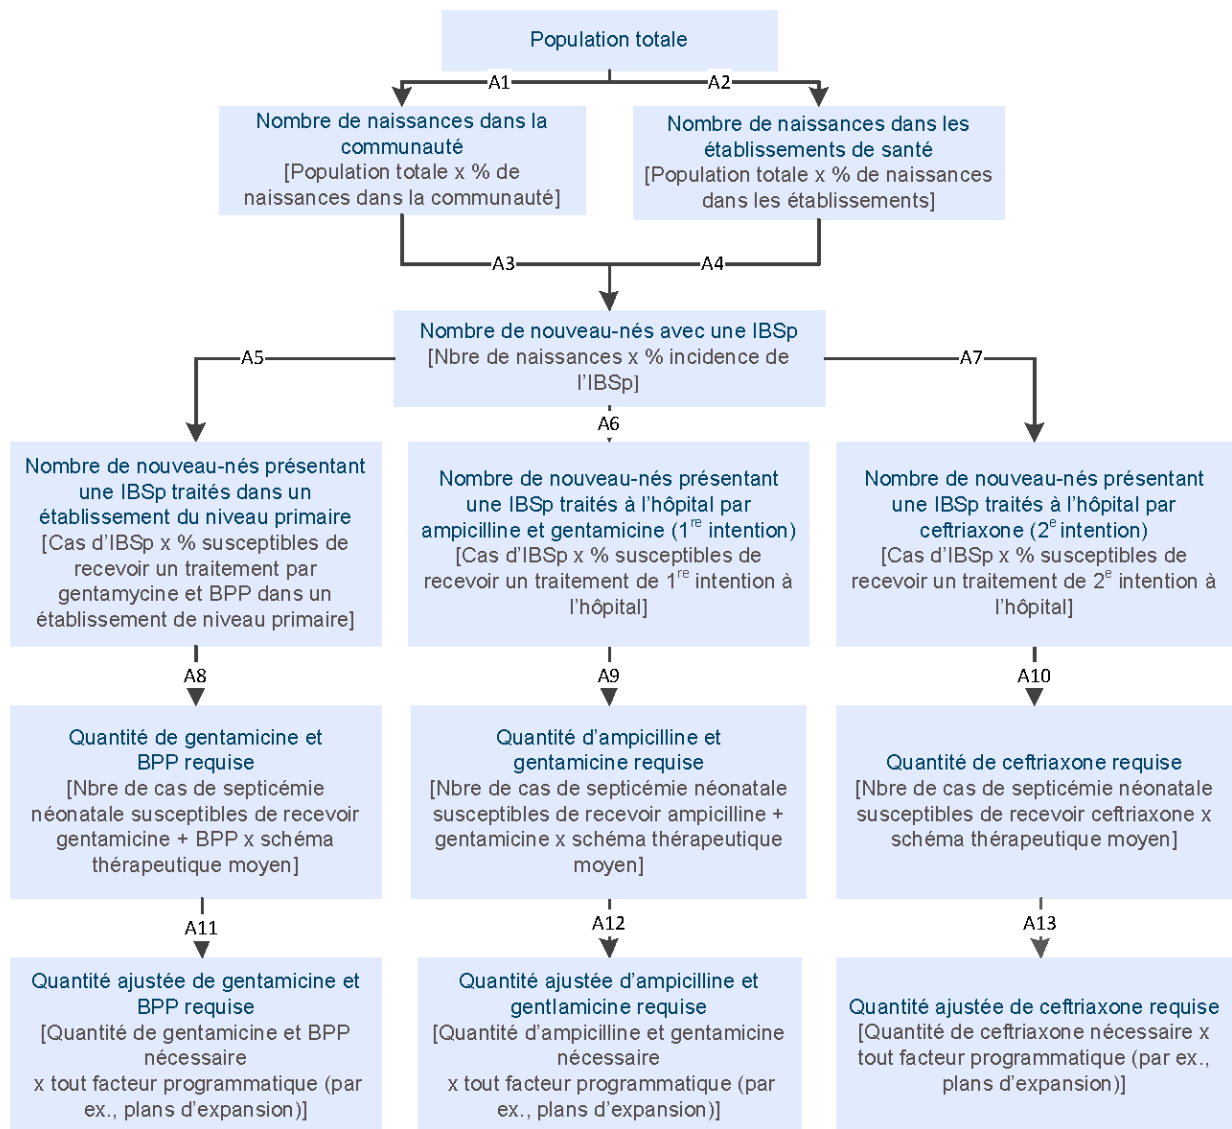 Population totale
A1
A2
Nombre de naissances dans la
communauté
[Population totale x % de
naissances dans la communauté]
Nombre de naissances dans les
établissements de santé
[Population totale x % de naissances
dans les établissements]
A3
A4
Nombre de nouveau-nés avec une IBSp
[Nbre de naissances x % incidence de
l'IBSp]
A5
A6
A7
Nombre de nouveau-nés présentant
une IBSp traités dans un
établissement du niveau primaire
[Cas d'IBSp x % susceptibles de
recevoir un traitement par
gentamycine et BPP dans un
établissement de niveau primaire]
Nombre de nouveau-nés présentant
une IBSp traités à l'hôpital par
ampicilline et gentamicine (1re intention)
[Cas d'IBSp x % susceptibles de
recevoir un traitement de 1re intention à
l'hôpital]
Nombre de nouveau-nés présentant
une IBSp traités à l'hôpital par
ceftriaxone (2e intention)
[Cas d'IBSp x % susceptibles de
recevoir un traitement de 2e intention à
l'hôpital]
A8
A9
A10
Quantité de gentamicine et
BPP requise
[Nbre de cas de septicémie
néonatale susceptibles de recevoir
gentamicine + BPP x schéma
thérapeutique moyen]
Quantité d'ampicilline et
gentamicine requise
[Nbre de cas de septicémie néonatale
susceptibles de recevoir ampicilline +
gentamicine x schéma thérapeutique
moyen]
Quantité de ceftriaxone requise
[Nbre de cas de septicémie néonatale
susceptibles de recevoir ceftriaxone x
schéma thérapeutique moyen]
A11
A12
A13
Quantité ajustée de gentamicine et
BPP requise
[Quantité de gentamicine et BPP
nécessaire
x tout facteur programmatique (par
ex., plans d'expansion)]
Quantité ajustée d'ampicilline et
gentlamicine requise
[Quantité d'ampicilline et gentamicine
nécessaire
x tout facteur programmatique (par
ex., plans d'expansion)]
Quantité ajustée de ceftriaxone requise
[Quantité de ceftriaxone nécessaire x
tout facteur programmatique (par ex.,
plans d'expansion)]